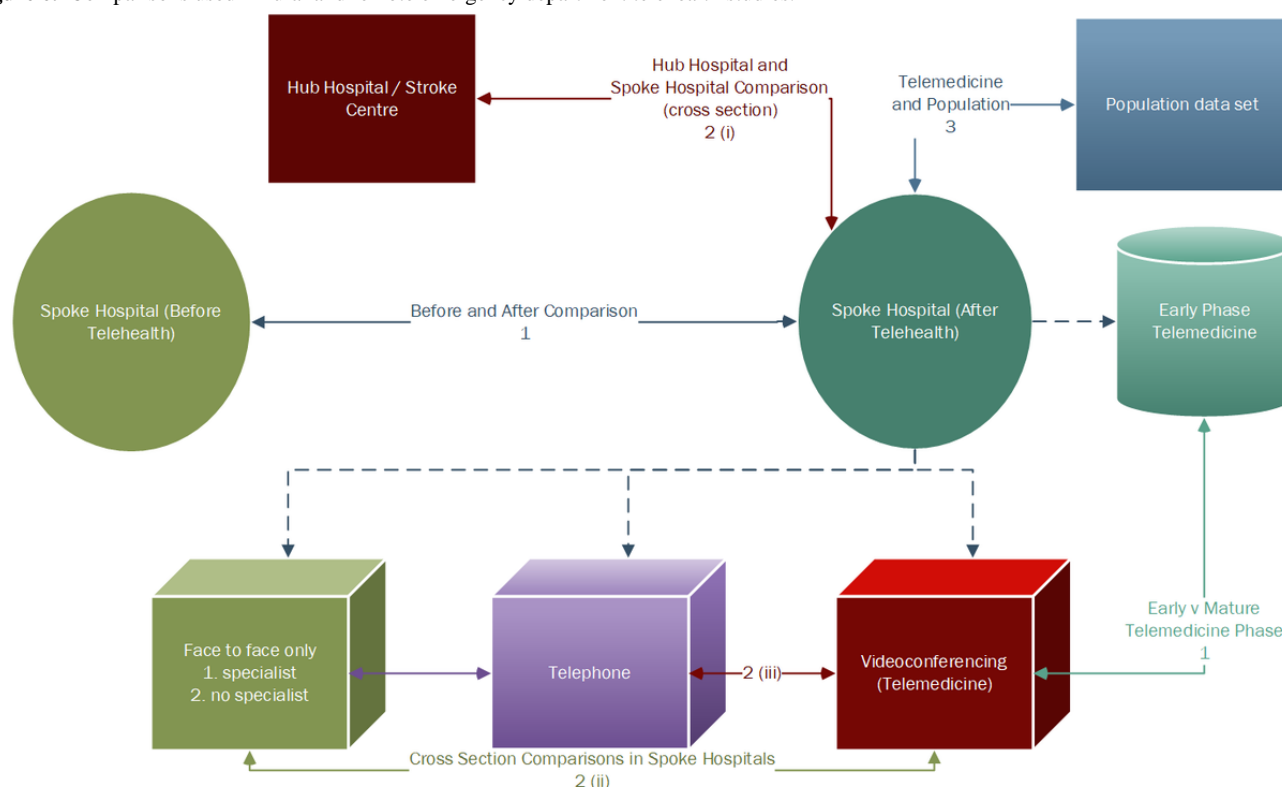 Hub Hospital / Stroke
Centre
Hub Hospital and
Spoke Hospital Comparison
(cross section)
2 (i)
Telemedicine
and Population
3
Population data set
Spoke Hospital (Before
Telehealth)
Before and After Comparison
1
Spoke Hospital (After
Telehealth)
Early Phase
Telemedicine
Face to face only
1. specialist
2. no specialist
Telephone
2 (iii)
Videoconferencing
(Telemedicine)
Early v Mature
Telemedicine Phase
1
Cross Section Comparisons in Spoke Hospitals
2 (ii)